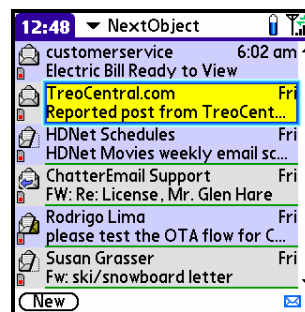 12:48 NextObject
customerservice 6:02 am
Electric Bill Ready to View
TreoCentral.com Fri
Reported post from TreoCent...
HDNet Schedules Fri
HDNet Movies weekly email sc...
ChatterEmail Support Fri
FW: Re: License, Mr. Glen Hare
Rodrigo Lima Fri
please test the OTA flow for C...
Susan Grasser Fri
Fw: ski/snowboard letter
New